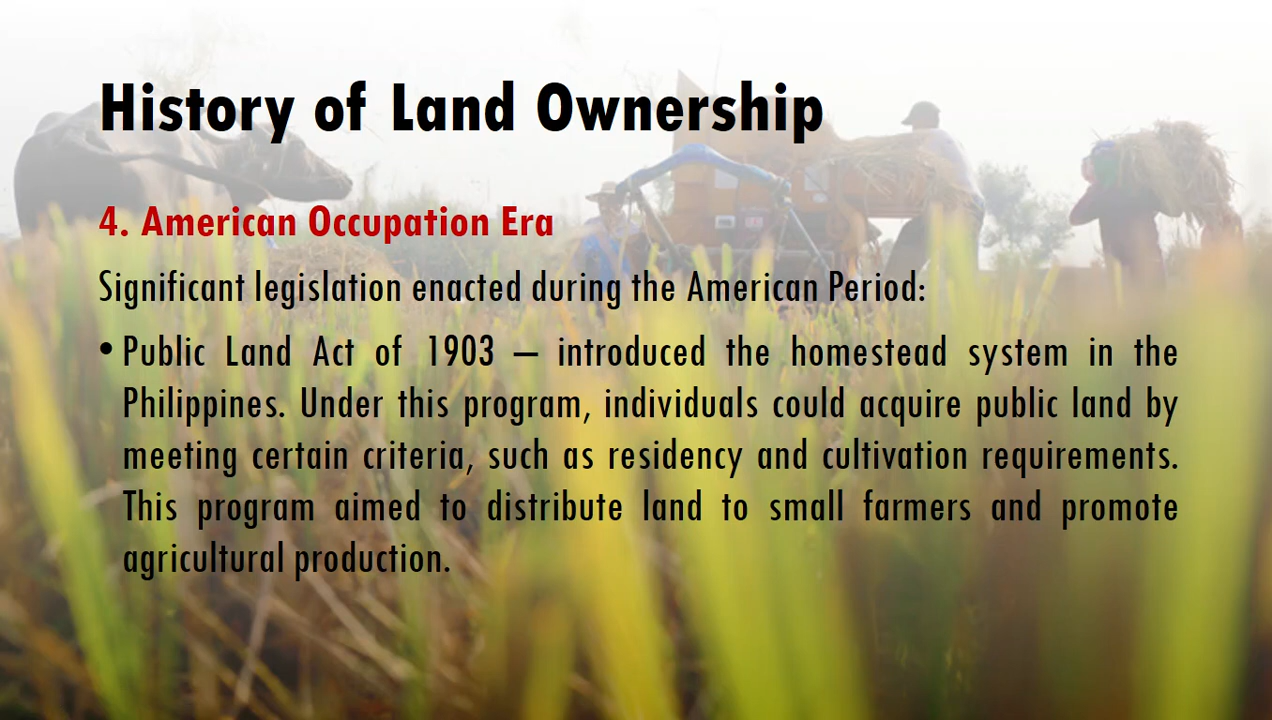 History of Land Ownership
4. American Occupation Era
Significant legislation enacted during the American Period:
• Public Land Act of 1903 – introduced the homestead system in the
Philippines. Under this program, individuals could acquire public land by
meeting certain criteria, such as residency and cultivation requirements.
This program aimed to distribute land to small farmers and promote
agricultural production.